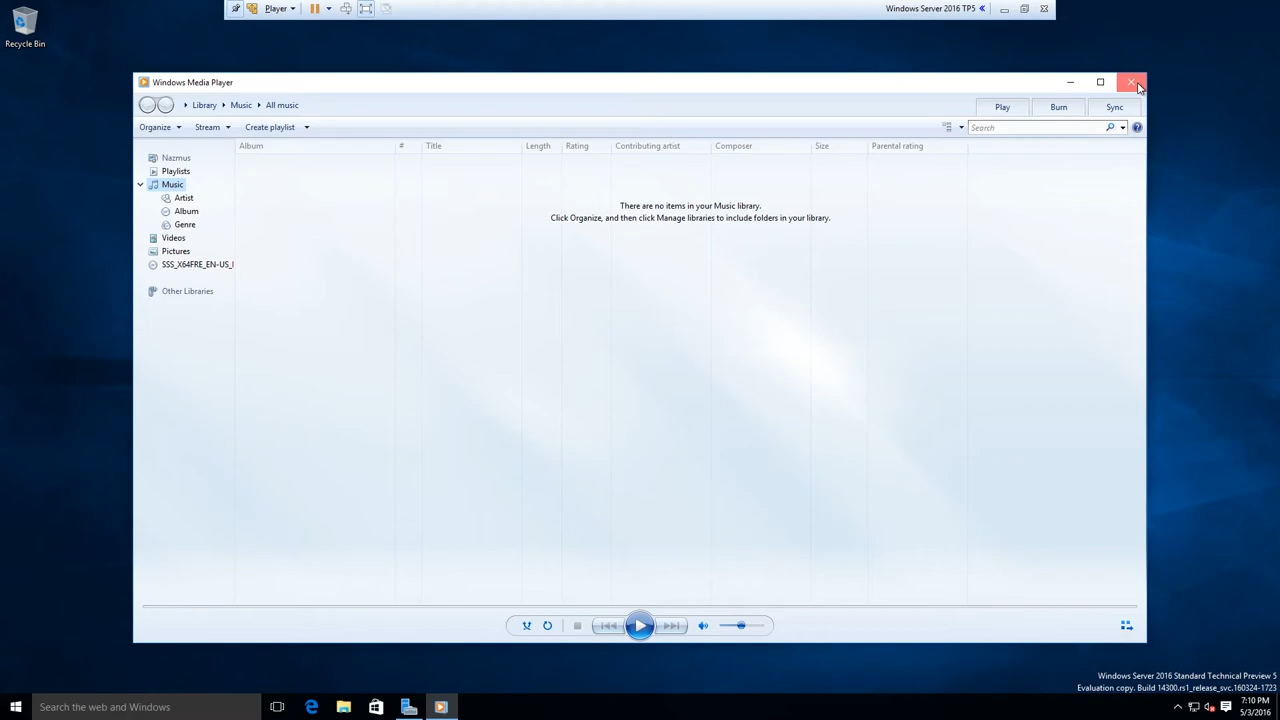 Player
Windows Server 2016 TP5
Recycle Bin
Windows Media Player
Library Music All music
Play Burn Sync
Organize Stream Create playlist
Search
Album # Title Length Rating Contributing artist Composer Size Parental rating
Nazmus
Playlists
Music
Artist
Album
Genre
Videos
Pictures
SSS_X64FRE_EN-US_
Other Libraries
There are no items in your Music library.
Click Organize, and then click Manage libraries to include folders in your library.
Windows Server 2016 Standard Technical Preview 5
Evaluation copy. Build 14300.rs1_release_svc.160324-1723
Search the web and Windows
7:10 PM
5/3/2016